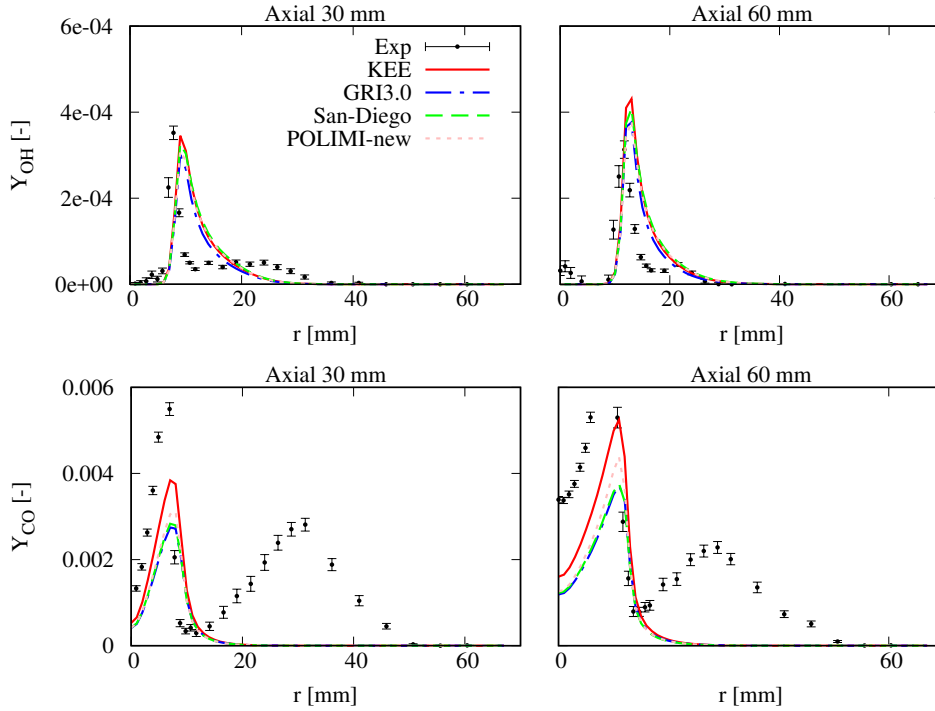 Axial 30 mm
Axial 60 mm
6e-04
4e-04
2e-04
0e+00
Y_OH [-]
Exp
KEE
GRI3.0
San-Diego
POLIMI-new
0 20 40 60
0 20 40 60
r [mm]
r [mm]
Axial 30 mm
Axial 60 mm
0.006
0.004
0.002
0
Y_CO [-]
0 20 40 60
0 20 40 60
r [mm]
r [mm]